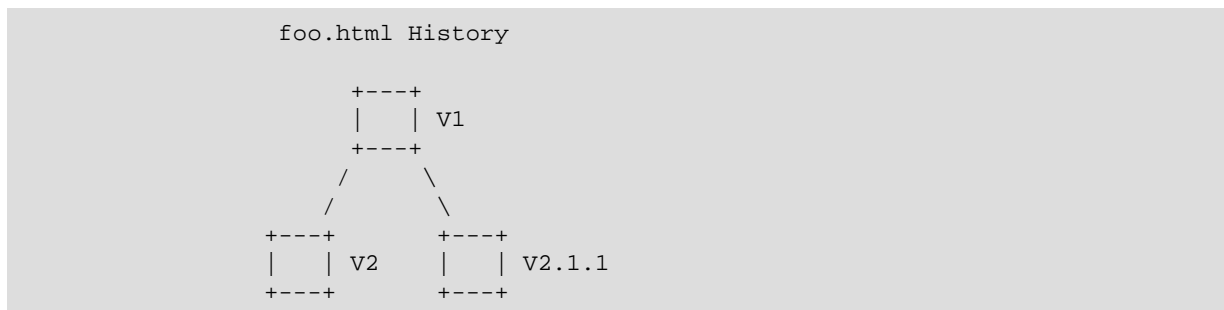 foo.html History
+---+
|   | V1
+---+
/     \
/       \
+---+       +---+
|   | V2    |   | V2.1.1
+---+       +---+